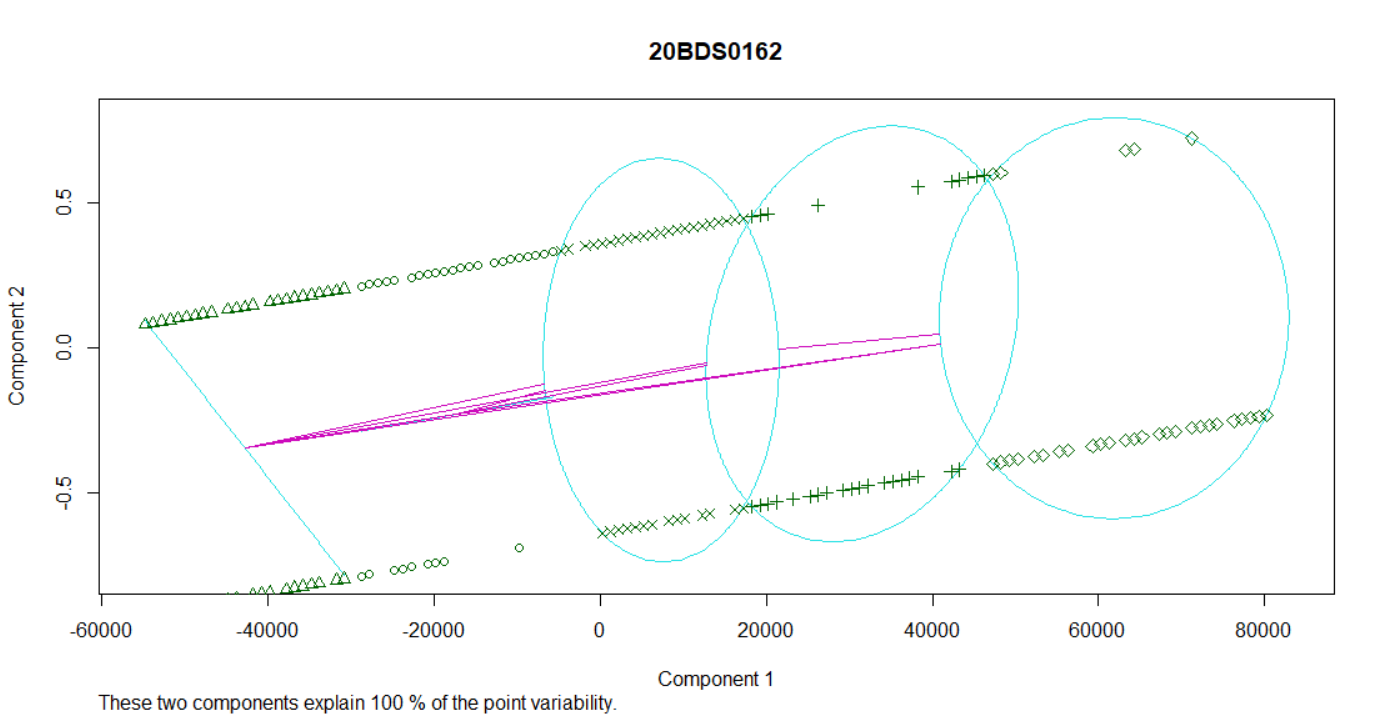 20BDS0162
Component 2
0.5
0.0
-0.5
-60000 -40000 -20000 0 20000 40000 60000 80000
Component 1
These two components explain 100 % of the point variability.